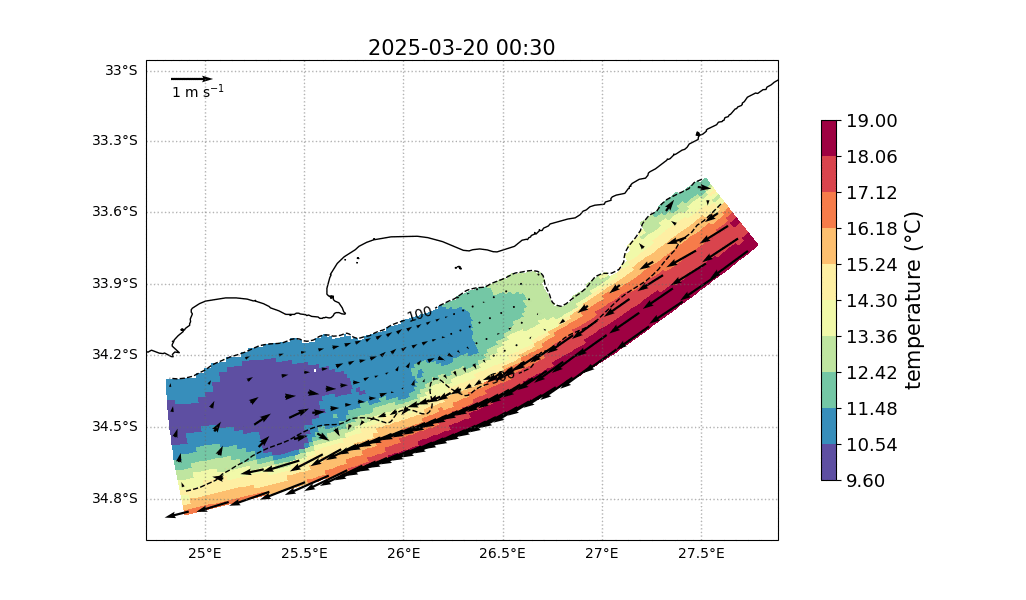 2025-03-20 00:30
33°S
33.3°S
33.6°S
33.9°S
34.2°S
34.5°S
34.8°S
1 m s⁻¹
100
500
25°E
25.5°E
26°E
26.5°E
27°E
27.5°E
19.00
18.06
17.12
16.18
15.24
14.30
13.36
12.42
11.48
10.54
9.60
temperature (°C)